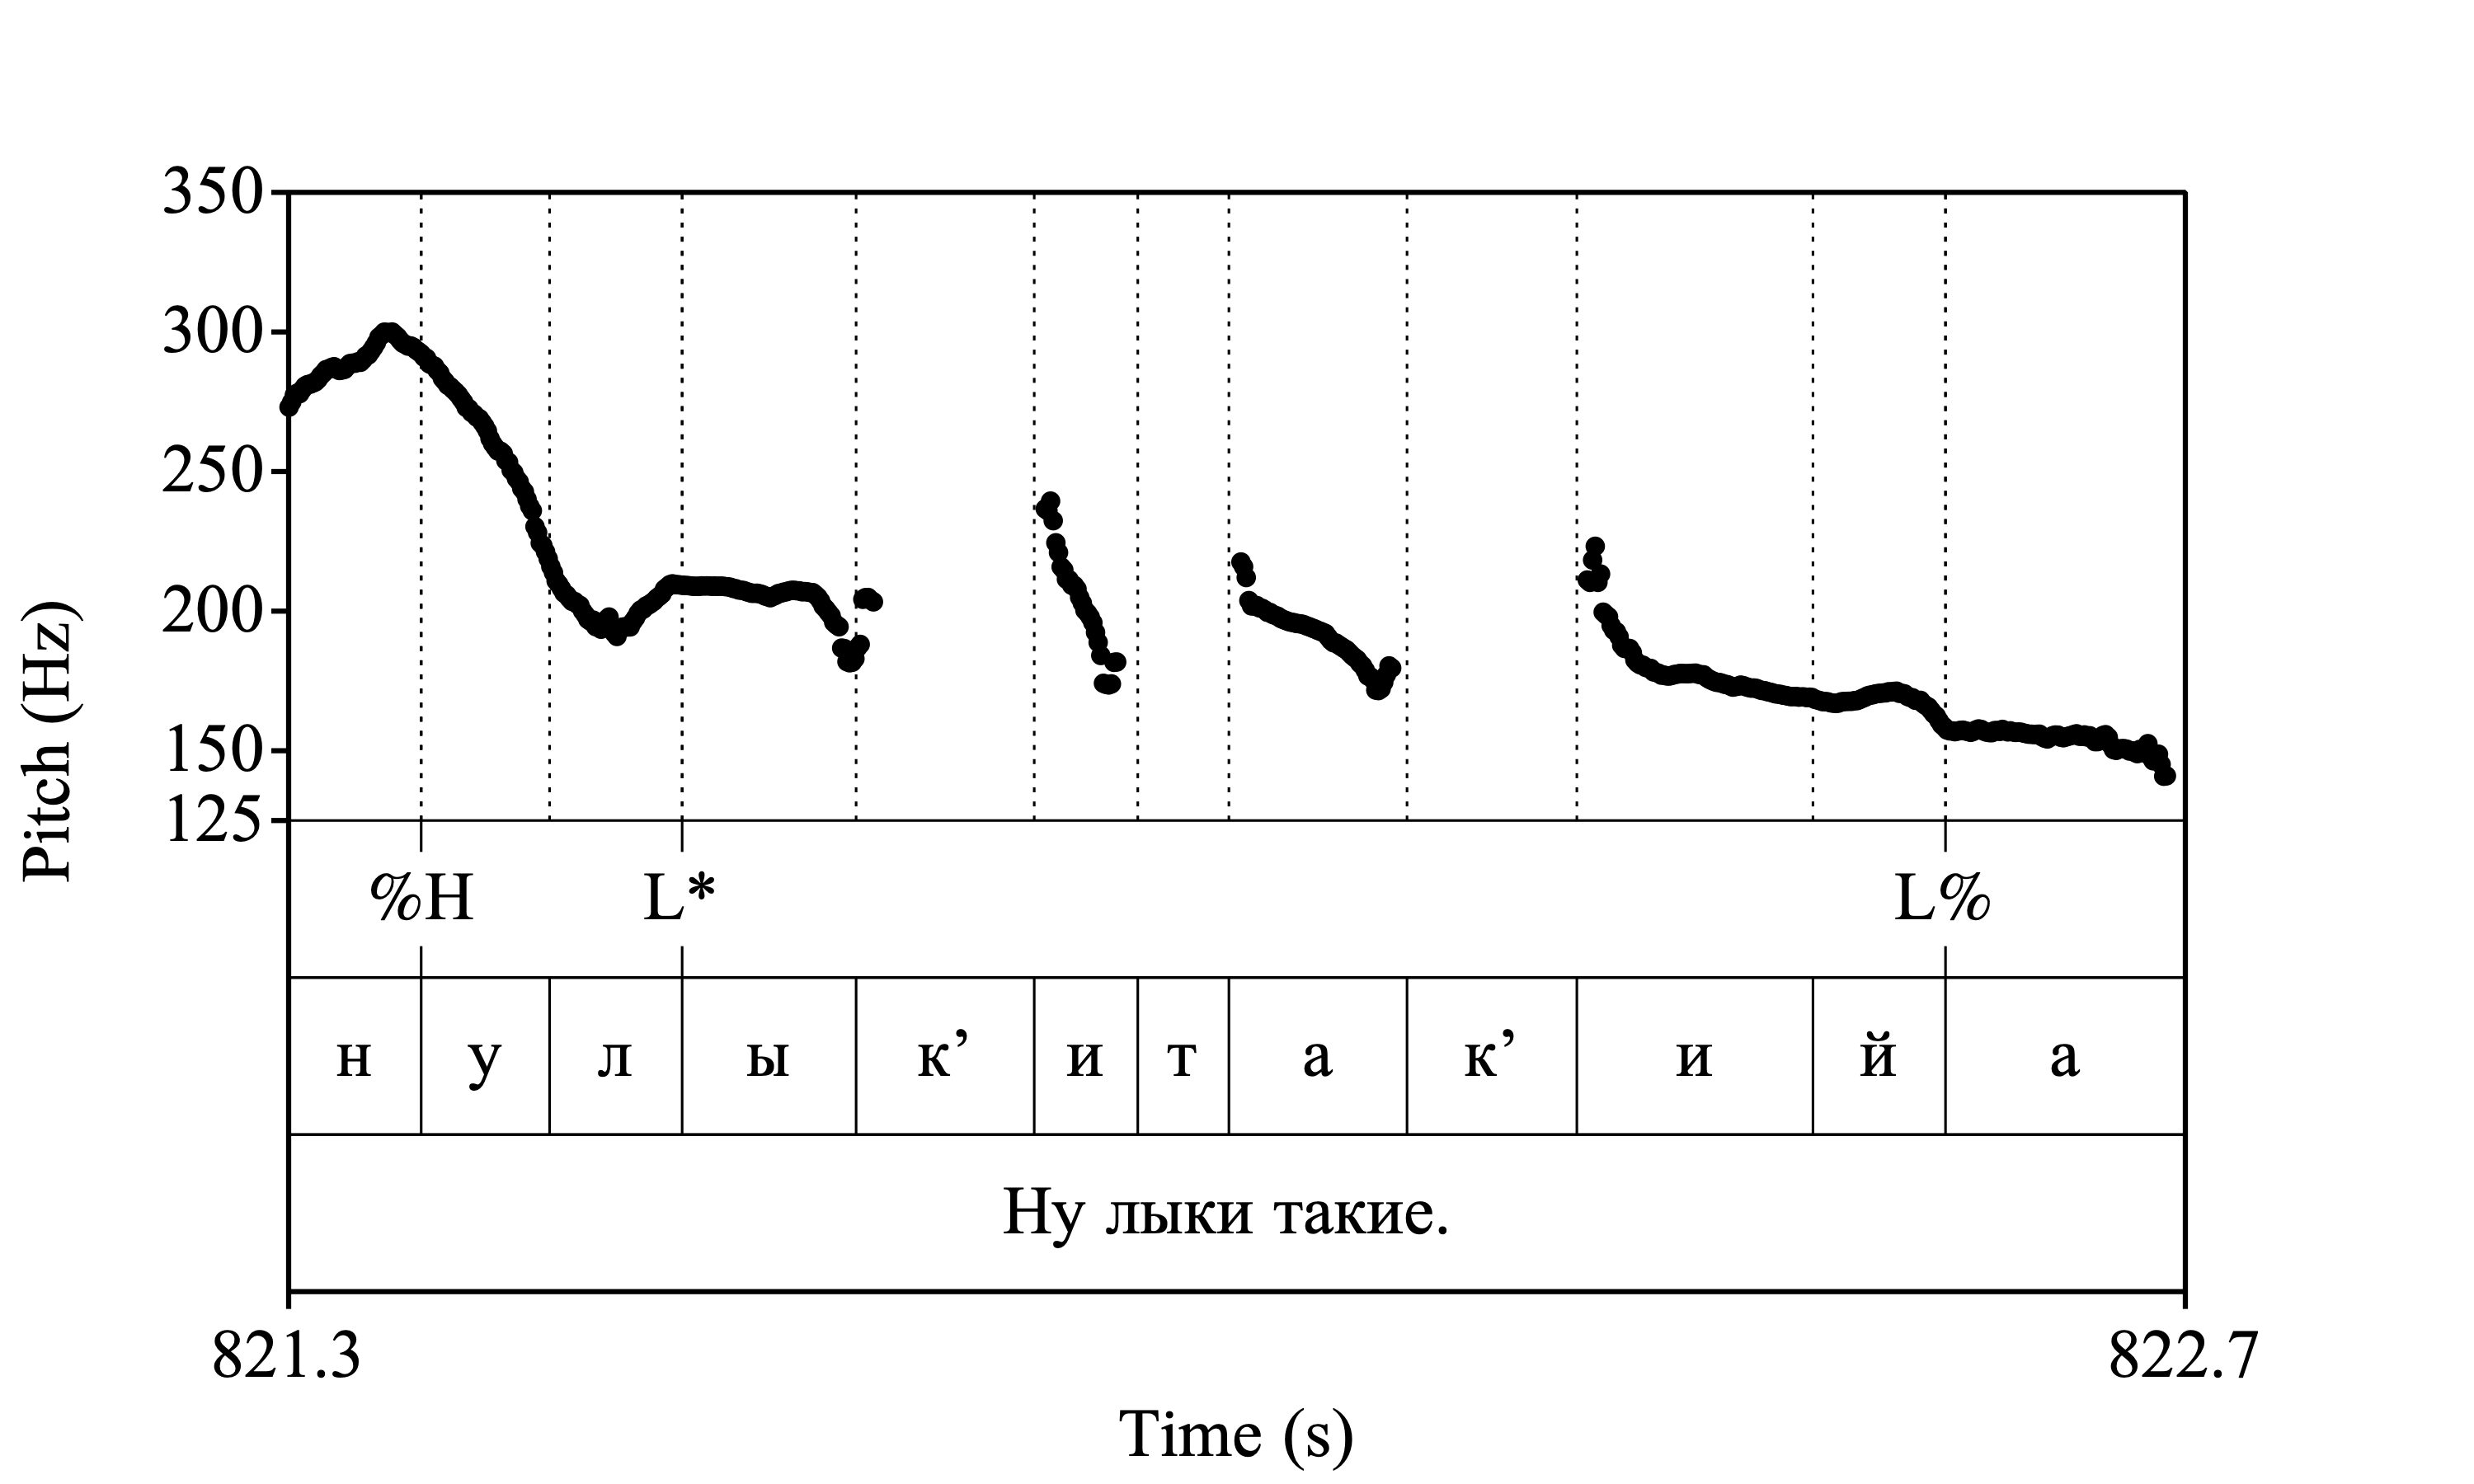 350
300
250
200
150
125
Pitch (Hz)
%H L* L%
н у л ы к’ и т а к’ и й а
Ну лыки такие.
821.3 822.7
Time (s)